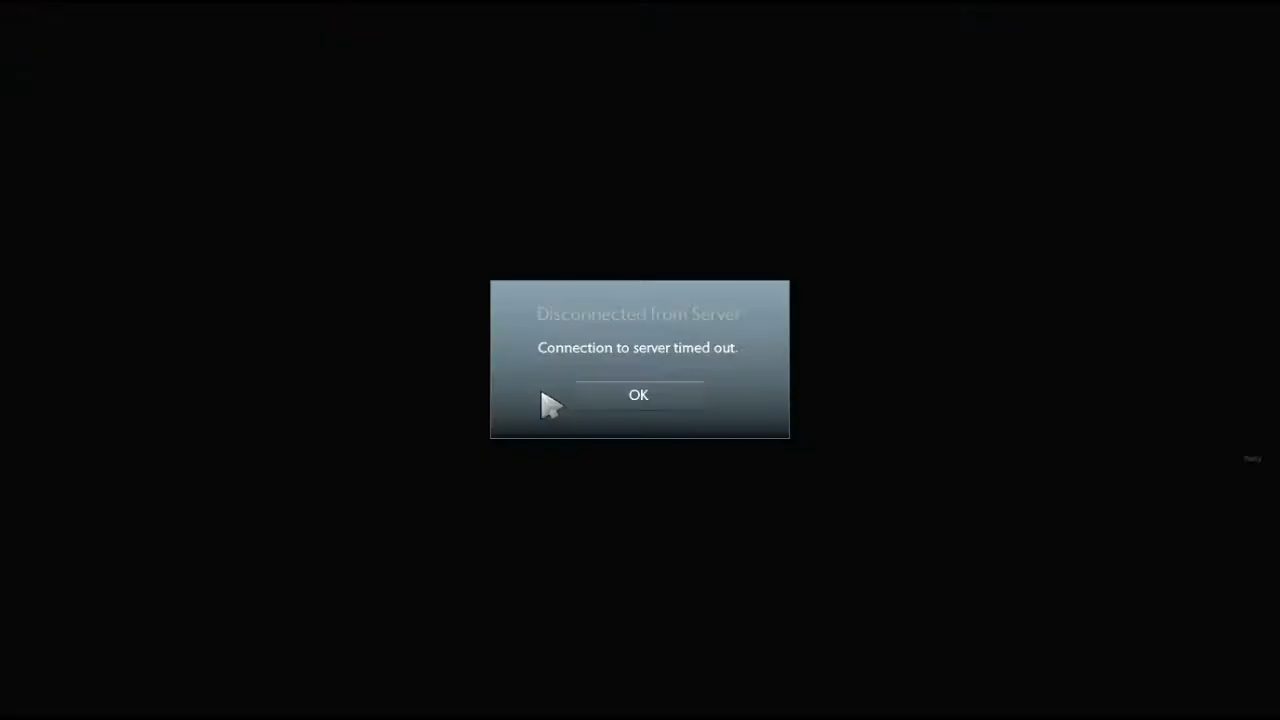 Disconnected from Server
Connection to server timed out.
OK